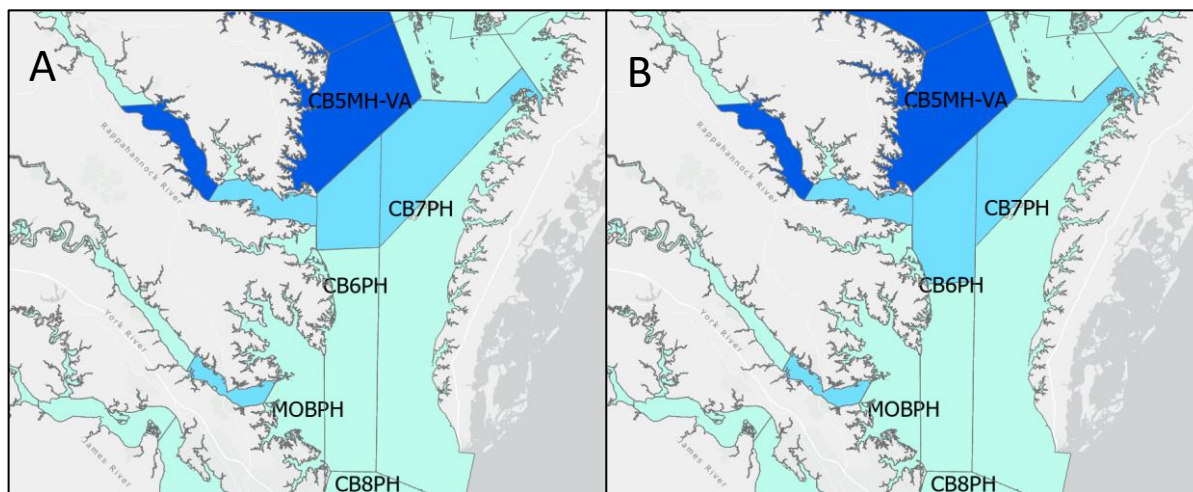 A
CB5MH-VA
Rappahannock River
CB7PH
CB6PH
York River
MOBPH
James River
CB8PH
B
CB5MH-VA
Rappahannock River
CB7PH
CB6PH
York River
MOBPH
James River
CB8PH